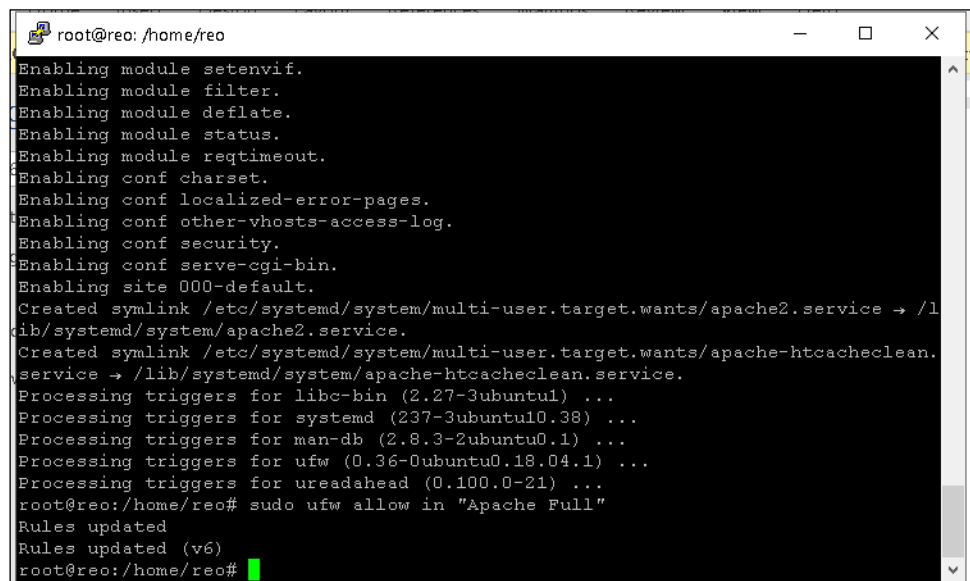 root@reo: /home/reo
Enabling module setenvif.
Enabling module filter.
Enabling module deflate.
Enabling module status.
Enabling module reqtimeout.
Enabling conf charset.
Enabling conf localized-error-pages.
Enabling conf other-vhosts-access-log.
Enabling conf security.
Enabling conf serve-cgi-bin.
Enabling site 000-default.
Created symlink /etc/systemd/system/multi-user.target.wants/apache2.service → /l
ib/systemd/system/apache2.service.
Created symlink /etc/systemd/system/multi-user.target.wants/apache-htcacheclean.
service → /lib/systemd/system/apache-htcacheclean.service.
Processing triggers for libc-bin (2.27-3ubuntu1) ...
Processing triggers for systemd (237-3ubuntu10.38) ...
Processing triggers for man-db (2.8.3-2ubuntu0.1) ...
Processing triggers for ufw (0.36-0ubuntu0.18.04.1) ...
Processing triggers for ureadahead (0.100.0-21) ...
root@reo:/home/reo# sudo ufw allow in "Apache Full"
Rules updated
Rules updated (v6)
root@reo:/home/reo#